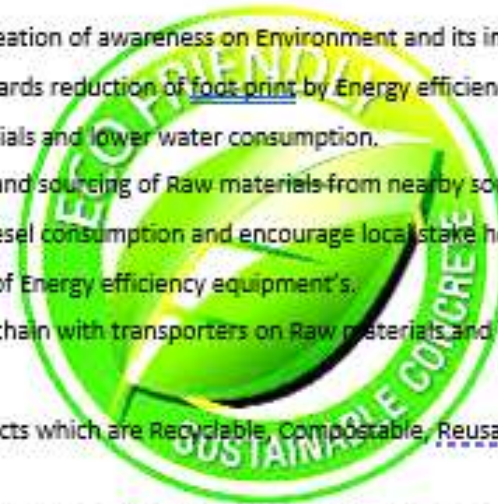 eation of awareness on Environment and its in
ards reduction of foot print by Energy efficien
ials and lower water consumption.
and sourcing of Raw materials from nearby so
esel consumption and encourage local stake h
of Energy efficiency equipment's.
chain with transporters on Raw materials and
cts which are Recyclable, Compostable, Reusa
ECO FRIENDLY
SUSTAINABLE CONCRETE